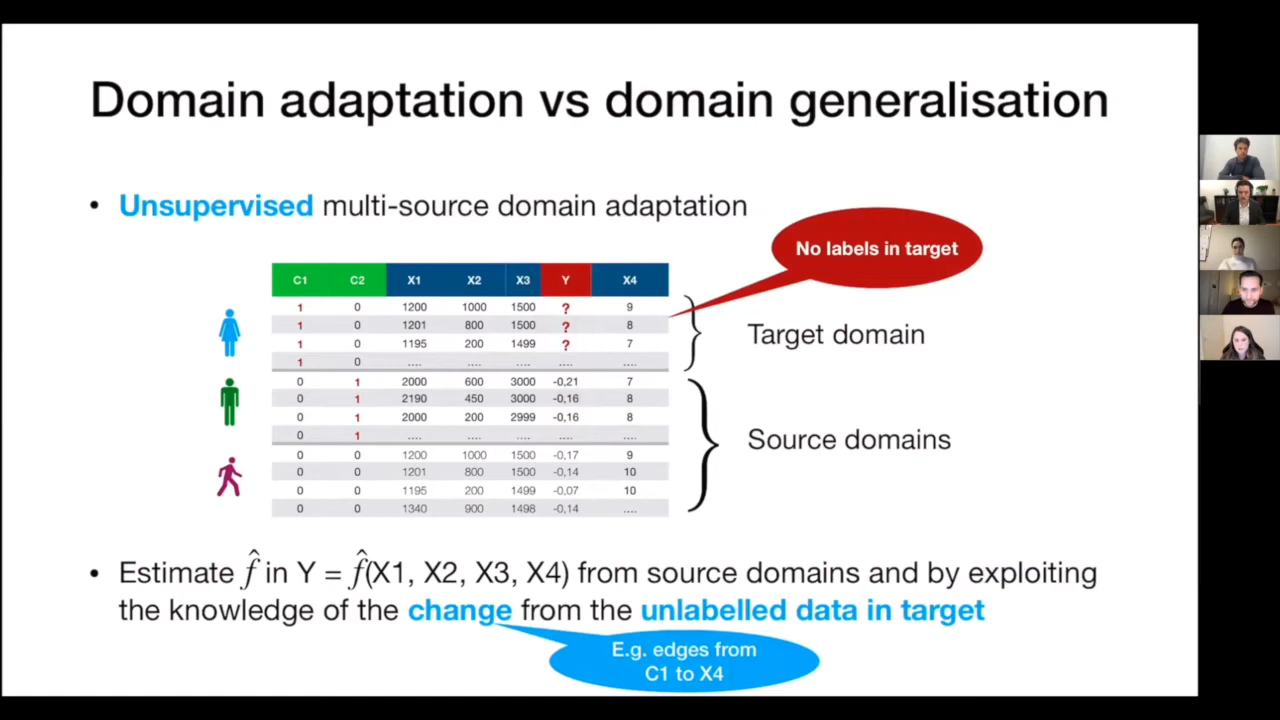 Domain adaptation vs domain generalisation
• Unsupervised multi-source domain adaptation
No labels in target
C1 C2 X1 X2 X3 Y X4
1 0 1200 1000 1500 ? 9
1 0 1201 800 1500 ? 8
1 0 1195 200 1499 ? 7
1 0 .... .... .... .... ....
Target domain
0 1 2000 600 3000 -0,21 7
0 1 2190 450 3000 -0,16 8
0 1 2000 200 2999 -0,16 8
0 1 .... .... .... .... ....
0 0 1200 1000 1500 -0,17 9
0 0 1201 800 1500 -0,14 10
0 0 1195 200 1499 -0,07 10
0 0 1340 900 1498 -0,14 ....
Source domains
• Estimate f̂ in Y = f̂(X1, X2, X3, X4) from source domains and by exploiting
the knowledge of the change from the unlabelled data in target
E.g. edges from
C1 to X4